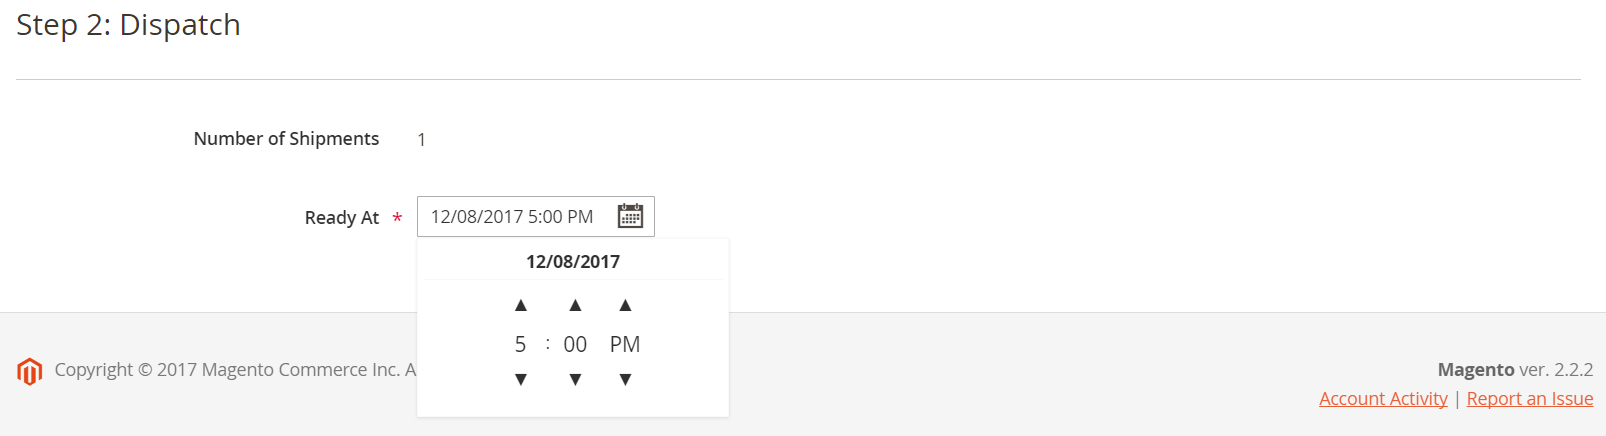 Step 2: Dispatch
Number of Shipments 1
Ready At * 12/08/2017 5:00 PM
12/08/2017
▲ ▲ ▲
5 : 00 PM
▼ ▼ ▼
Copyright © 2017 Magento Commerce Inc. A
Magento ver. 2.2.2
Account Activity | Report an Issue